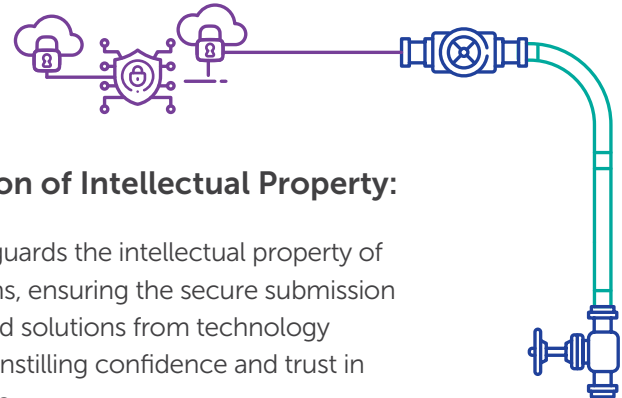 on of Intellectual Property:
guards the intellectual property of
ns, ensuring the secure submission
d solutions from technology
nstilling confidence and trust in